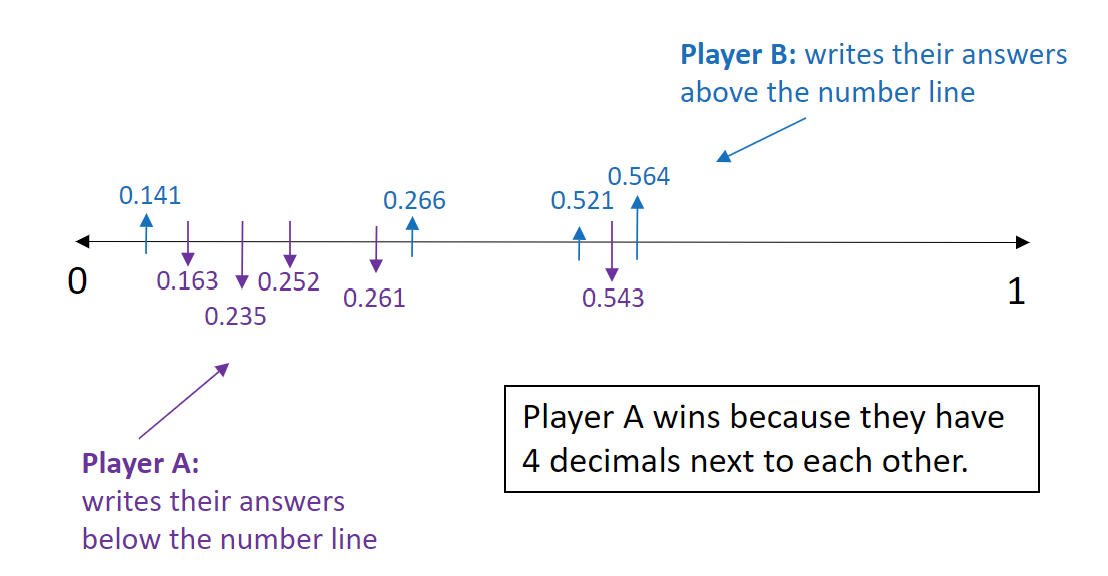 Player B: writes their answers
above the number line
0.564
0.141
0.266
0.521
0
0.163
0.252
0.261
0.543
1
0.235
Player A wins because they have
4 decimals next to each other.
Player A:
writes their answers
below the number line